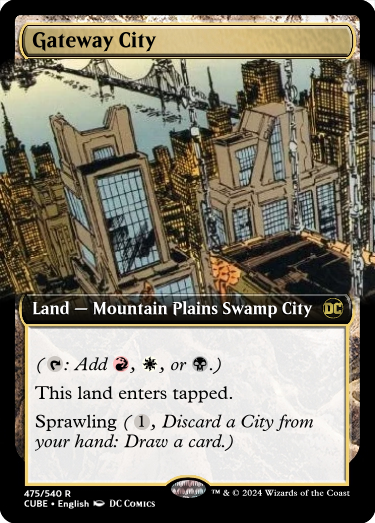 Gateway City
Land — Mountain Plains Swamp City
DC
( : Add , , or .)
This land enters tapped.
Sprawling ( 1 , Discard a City from
your hand: Draw a card.)
475/540 R
CUBE • English DC COMICS
™ & © 2024 Wizards of the Coast